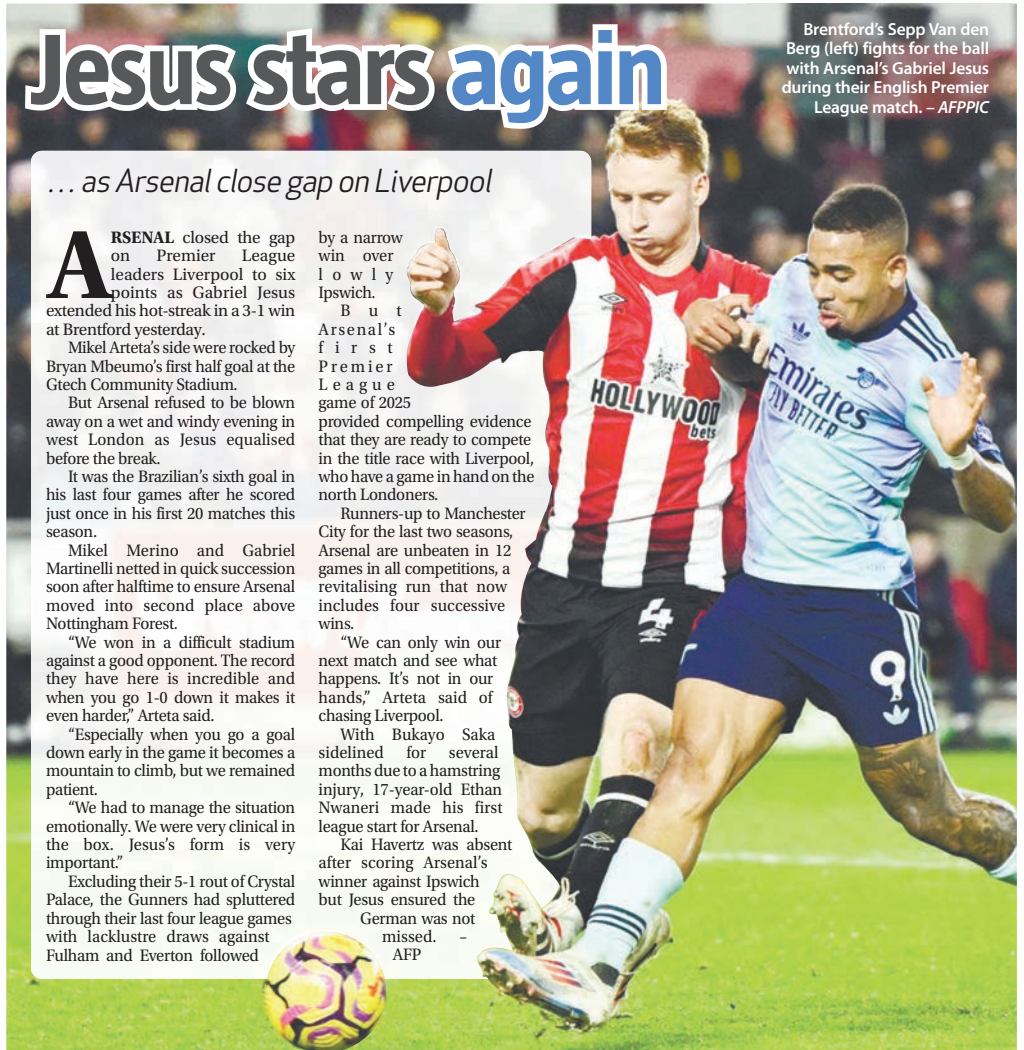 Jesus stars again
Brentford's Sepp Van den
Berg (left) fights for the ball
with Arsenal's Gabriel Jesus
during their English Premier
League match. – AFPPIC
… as Arsenal close gap on Liverpool
ARSENAL closed the gap
on Premier League
leaders Liverpool to six
points as Gabriel Jesus
extended his hot-streak in a 3-1 win
at Brentford yesterday.
Mikel Arteta's side were rocked by
Bryan Mbeumo's first half goal at the
Gtech Community Stadium.
But Arsenal refused to be blown
away on a wet and windy evening in
west London as Jesus equalised
before the break.
It was the Brazilian's sixth goal in
his last four games after he scored
just once in his first 20 matches this
season.
Mikel Merino and Gabriel
Martinelli netted in quick succession
soon after halftime to ensure Arsenal
moved into second place above
Nottingham Forest.
"We won in a difficult stadium
against a good opponent. The record
they have here is incredible and
when you go 1-0 down it makes it
even harder," Arteta said.
"Especially when you go a goal
down early in the game it becomes a
mountain to climb, but we remained
patient.
"We had to manage the situation
emotionally. We were very clinical in
the box. Jesus's form is very
important."
Excluding their 5-1 rout of Crystal
Palace, the Gunners had spluttered
through their last four league games
with lacklustre draws against
Fulham and Everton followed
by a narrow
win over
lowly
Ipswich.
But
Arsenal's
first
Premier
League
game of 2025
provided compelling evidence
that they are ready to compete
in the title race with Liverpool,
who have a game in hand on the
north Londoners.
Runners-up to Manchester
City for the last two seasons,
Arsenal are unbeaten in 12
games in all competitions, a
revitalising run that now
includes four successive
wins.
"We can only win our
next match and see what
happens. It's not in our
hands," Arteta said of
chasing Liverpool.
With Bukayo Saka
sidelined for several
months due to a hamstring
injury, 17-year-old Ethan
Nwaneri made his first
league start for Arsenal.
Kai Havertz was absent
after scoring Arsenal's
winner against Ipswich
but Jesus ensured the
German was not
missed. –
AFP
HOLLYWOOD
bets
4
Emirates
FLY BETTER
9